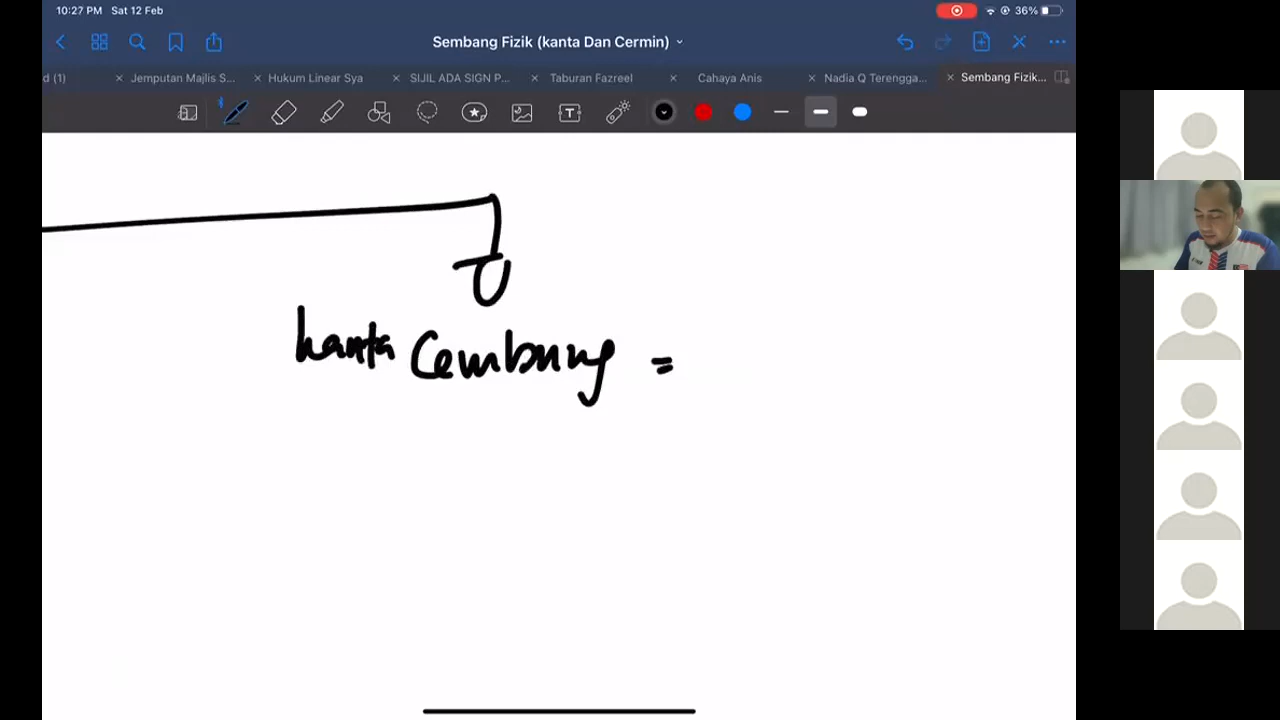 10:27 PM Sat 12 Feb
36%
Sembang Fizik (kanta Dan Cermin)
d (1)
Jemputan Majlis S...
Hukum Linear Sya
SIJIL ADA SIGN P...
Taburan Fazreel
Cahaya Anis
Nadia Q Terengga...
Sembang Fizik...
T
kanta Cembung =